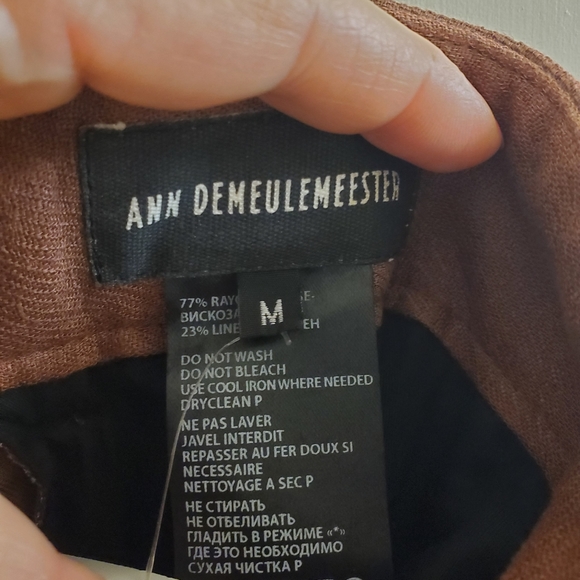 ANN DEMEULEMEESTER
M
77%
ВИСКОЗА
23%
DO NOT WASH
DO NOT BLEACH
USE COOL IRON WHERE NEEDED
DRYCLEAN P
NE PAS LAVER
JAVEL INTERDIT
REPASSER AU FER DOUX SI
NECESSAIRE
NETTOYAGE A SEC P
НЕ СТИРАТЬ
НЕ ОТБЕЛИВАТЬ
ГЛАДИТЬ В РЕЖИМЕ «*»
ГДЕ ЭТО НЕОБХОДИМО
СУХАЯ ЧИСТКА P